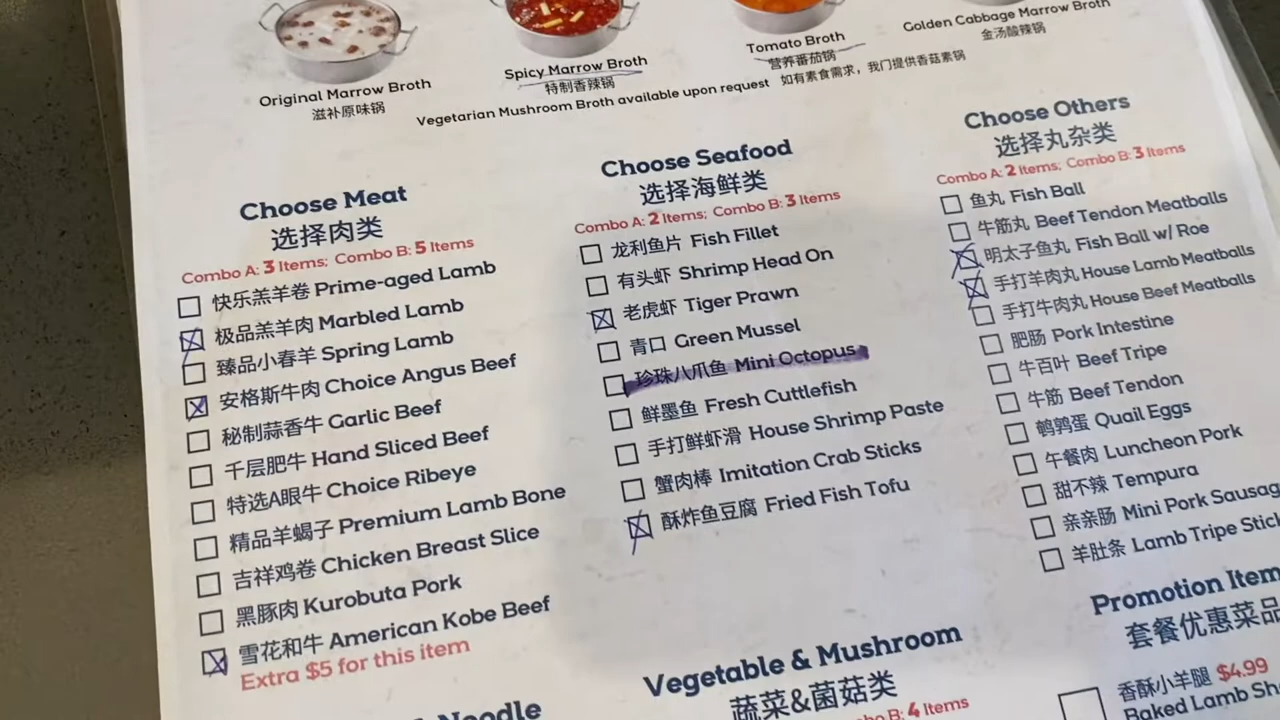 Original Marrow Broth
滋补原味锅
Spicy Marrow Broth
特制香辣锅
Tomato Broth
营养番茄锅
Golden Cabbage Marrow Broth
金汤酸辣锅
Vegetarian Mushroom Broth available upon request 如有素食需求，我门提供香菇素锅
Choose Meat
选择肉类
Combo A: 3 Items; Combo B: 5 Items
快乐羔羊卷 Prime-aged Lamb
极品羔羊肉 Marbled Lamb
臻品小春羊 Spring Lamb
安格斯牛肉 Choice Angus Beef
秘制蒜香牛 Garlic Beef
千层肥牛 Hand Sliced Beef
特选A眼牛 Choice Ribeye
精品羊蝎子 Premium Lamb Bone
吉祥鸡卷 Chicken Breast Slice
黑豚肉 Kurobuta Pork
雪花和牛 American Kobe Beef
Extra $5 for this item
Choose Seafood
选择海鲜类
Combo A: 2 Items; Combo B: 3 Items
龙利鱼片 Fish Fillet
有头虾 Shrimp Head On
老虎虾 Tiger Prawn
青口 Green Mussel
珍珠八爪鱼 Mini Octopus
鲜墨鱼 Fresh Cuttlefish
手打鲜虾滑 House Shrimp Paste
蟹肉棒 Imitation Crab Sticks
酥炸鱼豆腐 Fried Fish Tofu
Choose Others
选择丸杂类
Combo A: 2 Items; Combo B: 3 Items
鱼丸 Fish Ball
牛筋丸 Beef Tendon Meatballs
明太子鱼丸 Fish Ball w/ Roe
手打羊肉丸 House Lamb Meatballs
手打牛肉丸 House Beef Meatballs
肥肠 Pork Intestine
牛百叶 Beef Tripe
牛筋 Beef Tendon
鹌鹑蛋 Quail Eggs
午餐肉 Luncheon Pork
甜不辣 Tempura
亲亲肠 Mini Pork Sausag
羊肚条 Lamb Tripe Stick
Vegetable & Mushroom
蔬菜&菌菇类
B: 4 Items
Promotion Item
套餐优惠菜品
香酥小羊腿 $4.99
Baked Lamb Sh
Noodle